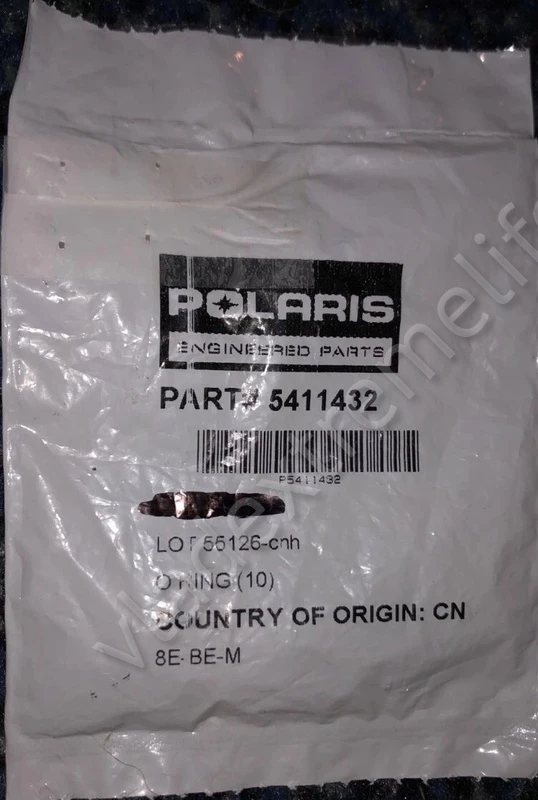 POLARIS
ENGINEERED PARTS
PART# 5411432
P5411432
LOT 55126-cnh
O RING (10)
COUNTRY OF ORIGIN: CN
8E-BE-M